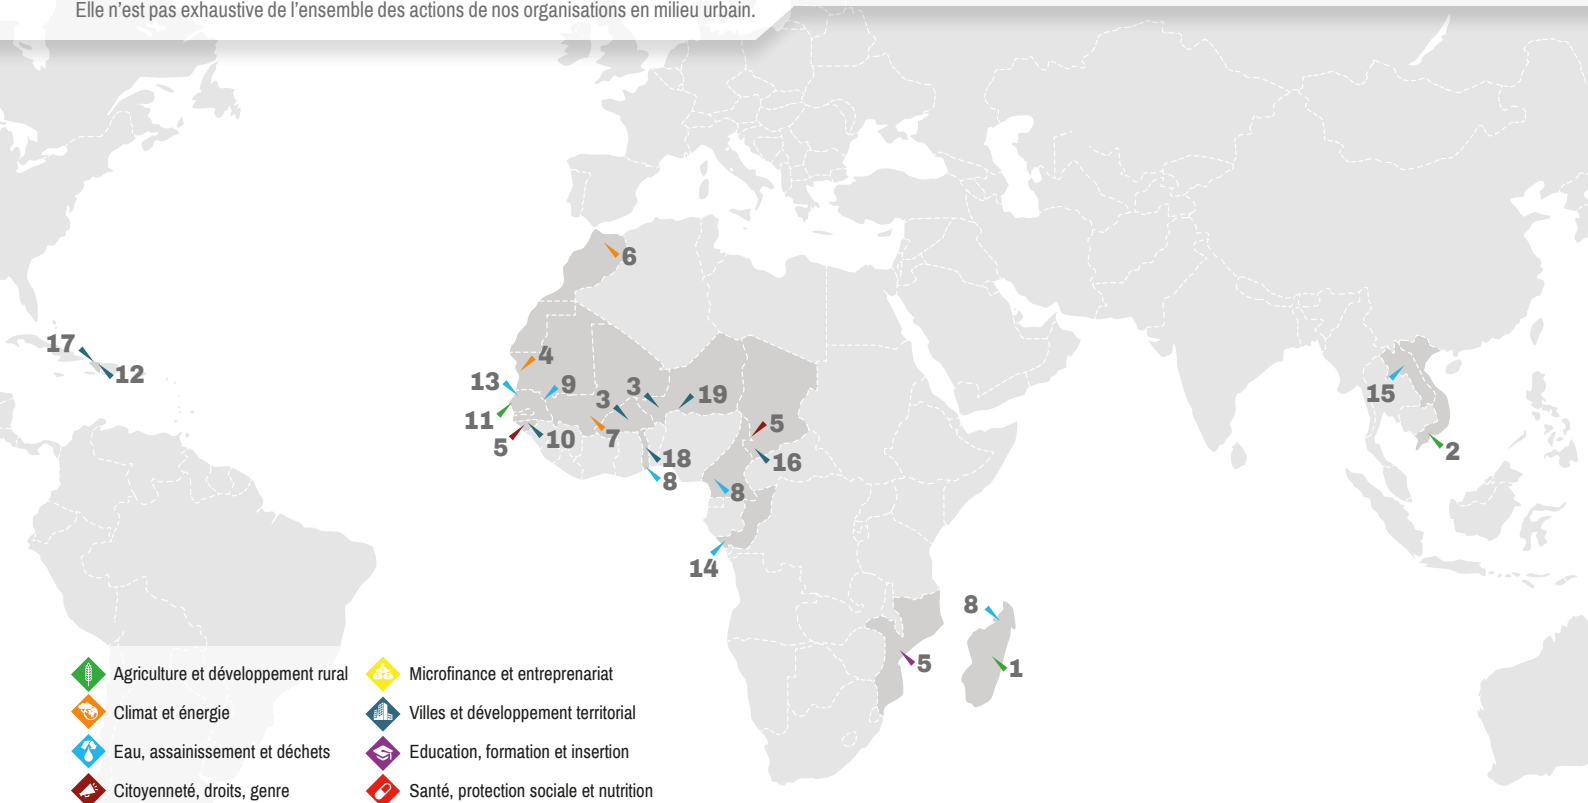 Elle n’est pas exhaustive de l’ensemble des actions de nos organisations en milieu urbain.
6
17
12
4
13
9
3
3
19
11
5
10
7
5
18
16
8
8
14
15
2
8
5
1
Agriculture et développement rural
Climat et énergie
Eau, assainissement et déchets
Citoyenneté, droits, genre
Microfinance et entreprenariat
Villes et développement territorial
Education, formation et insertion
Santé, protection sociale et nutrition